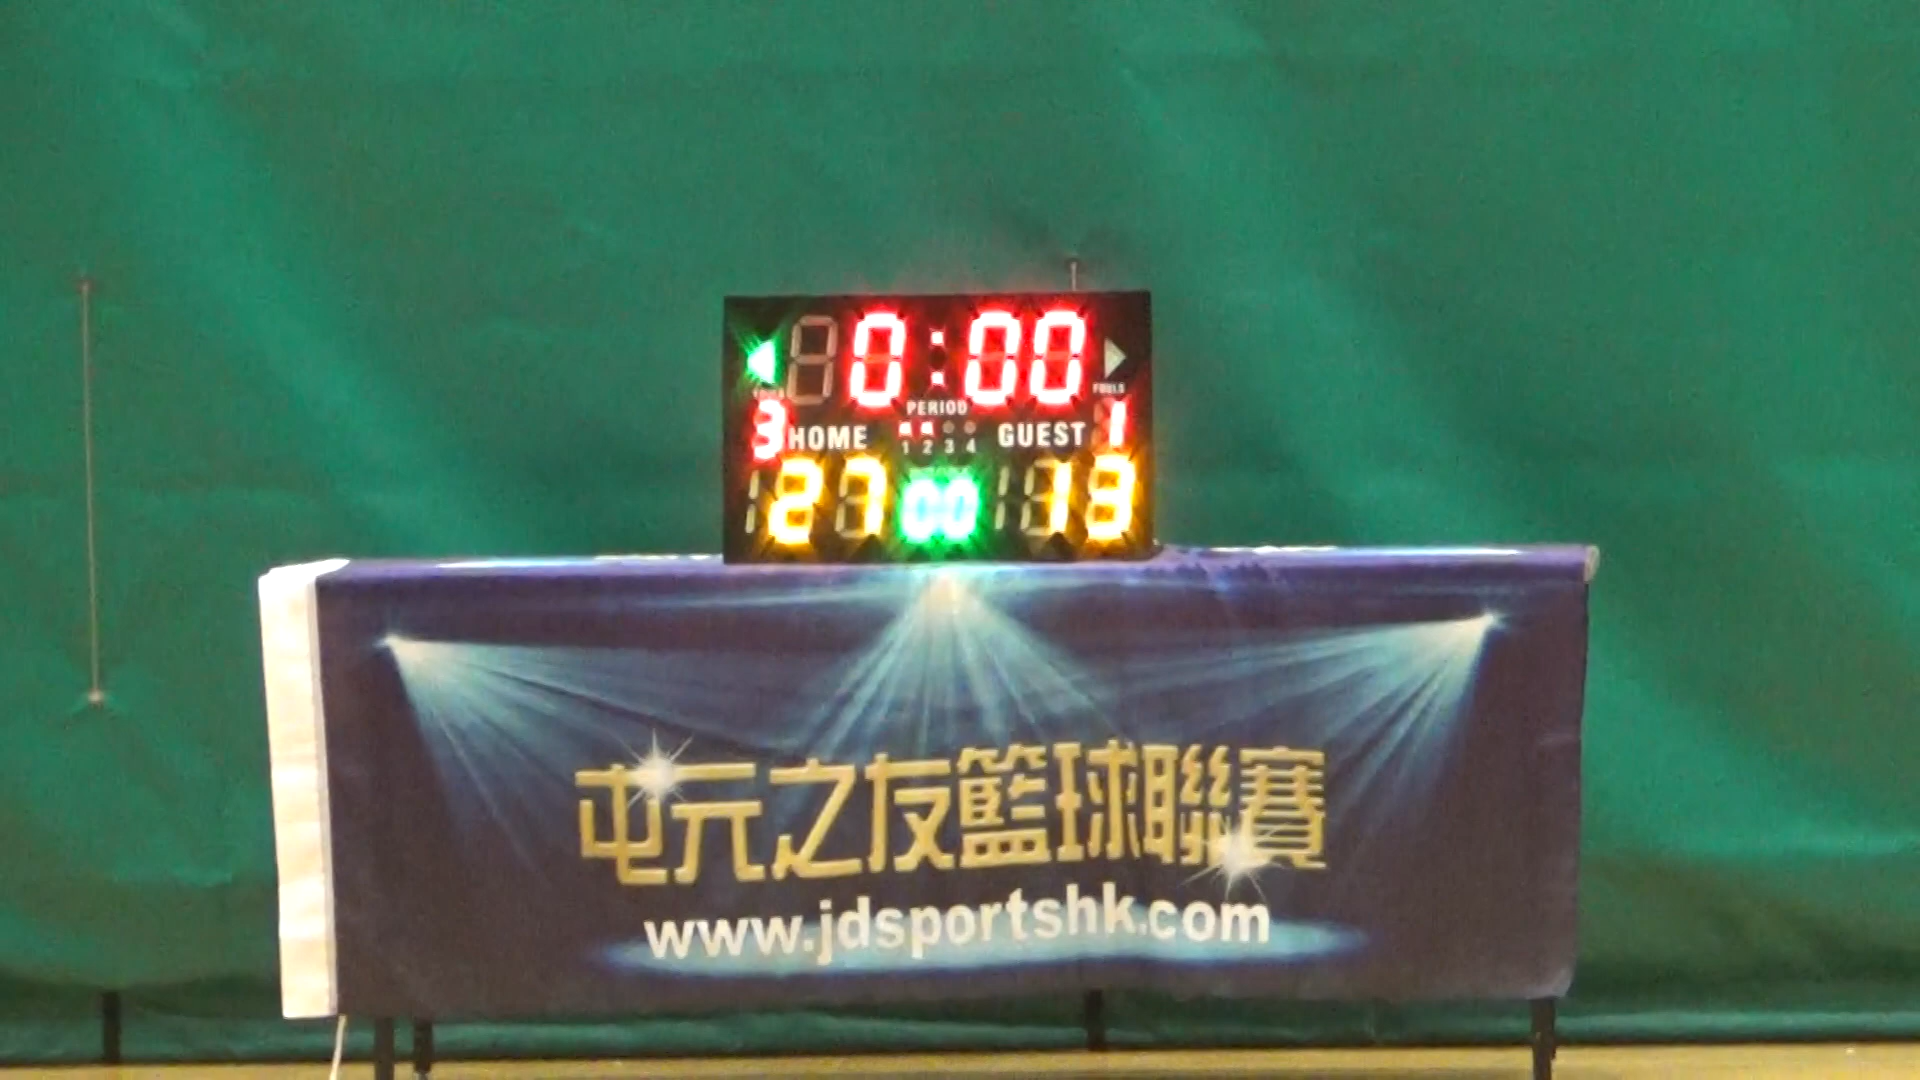 0:00
FOULS
PERIOD
3 HOME 1 2 3 4 GUEST 1
27 00 13
屯元之友籃球聯賽
www.jdsportshk.com